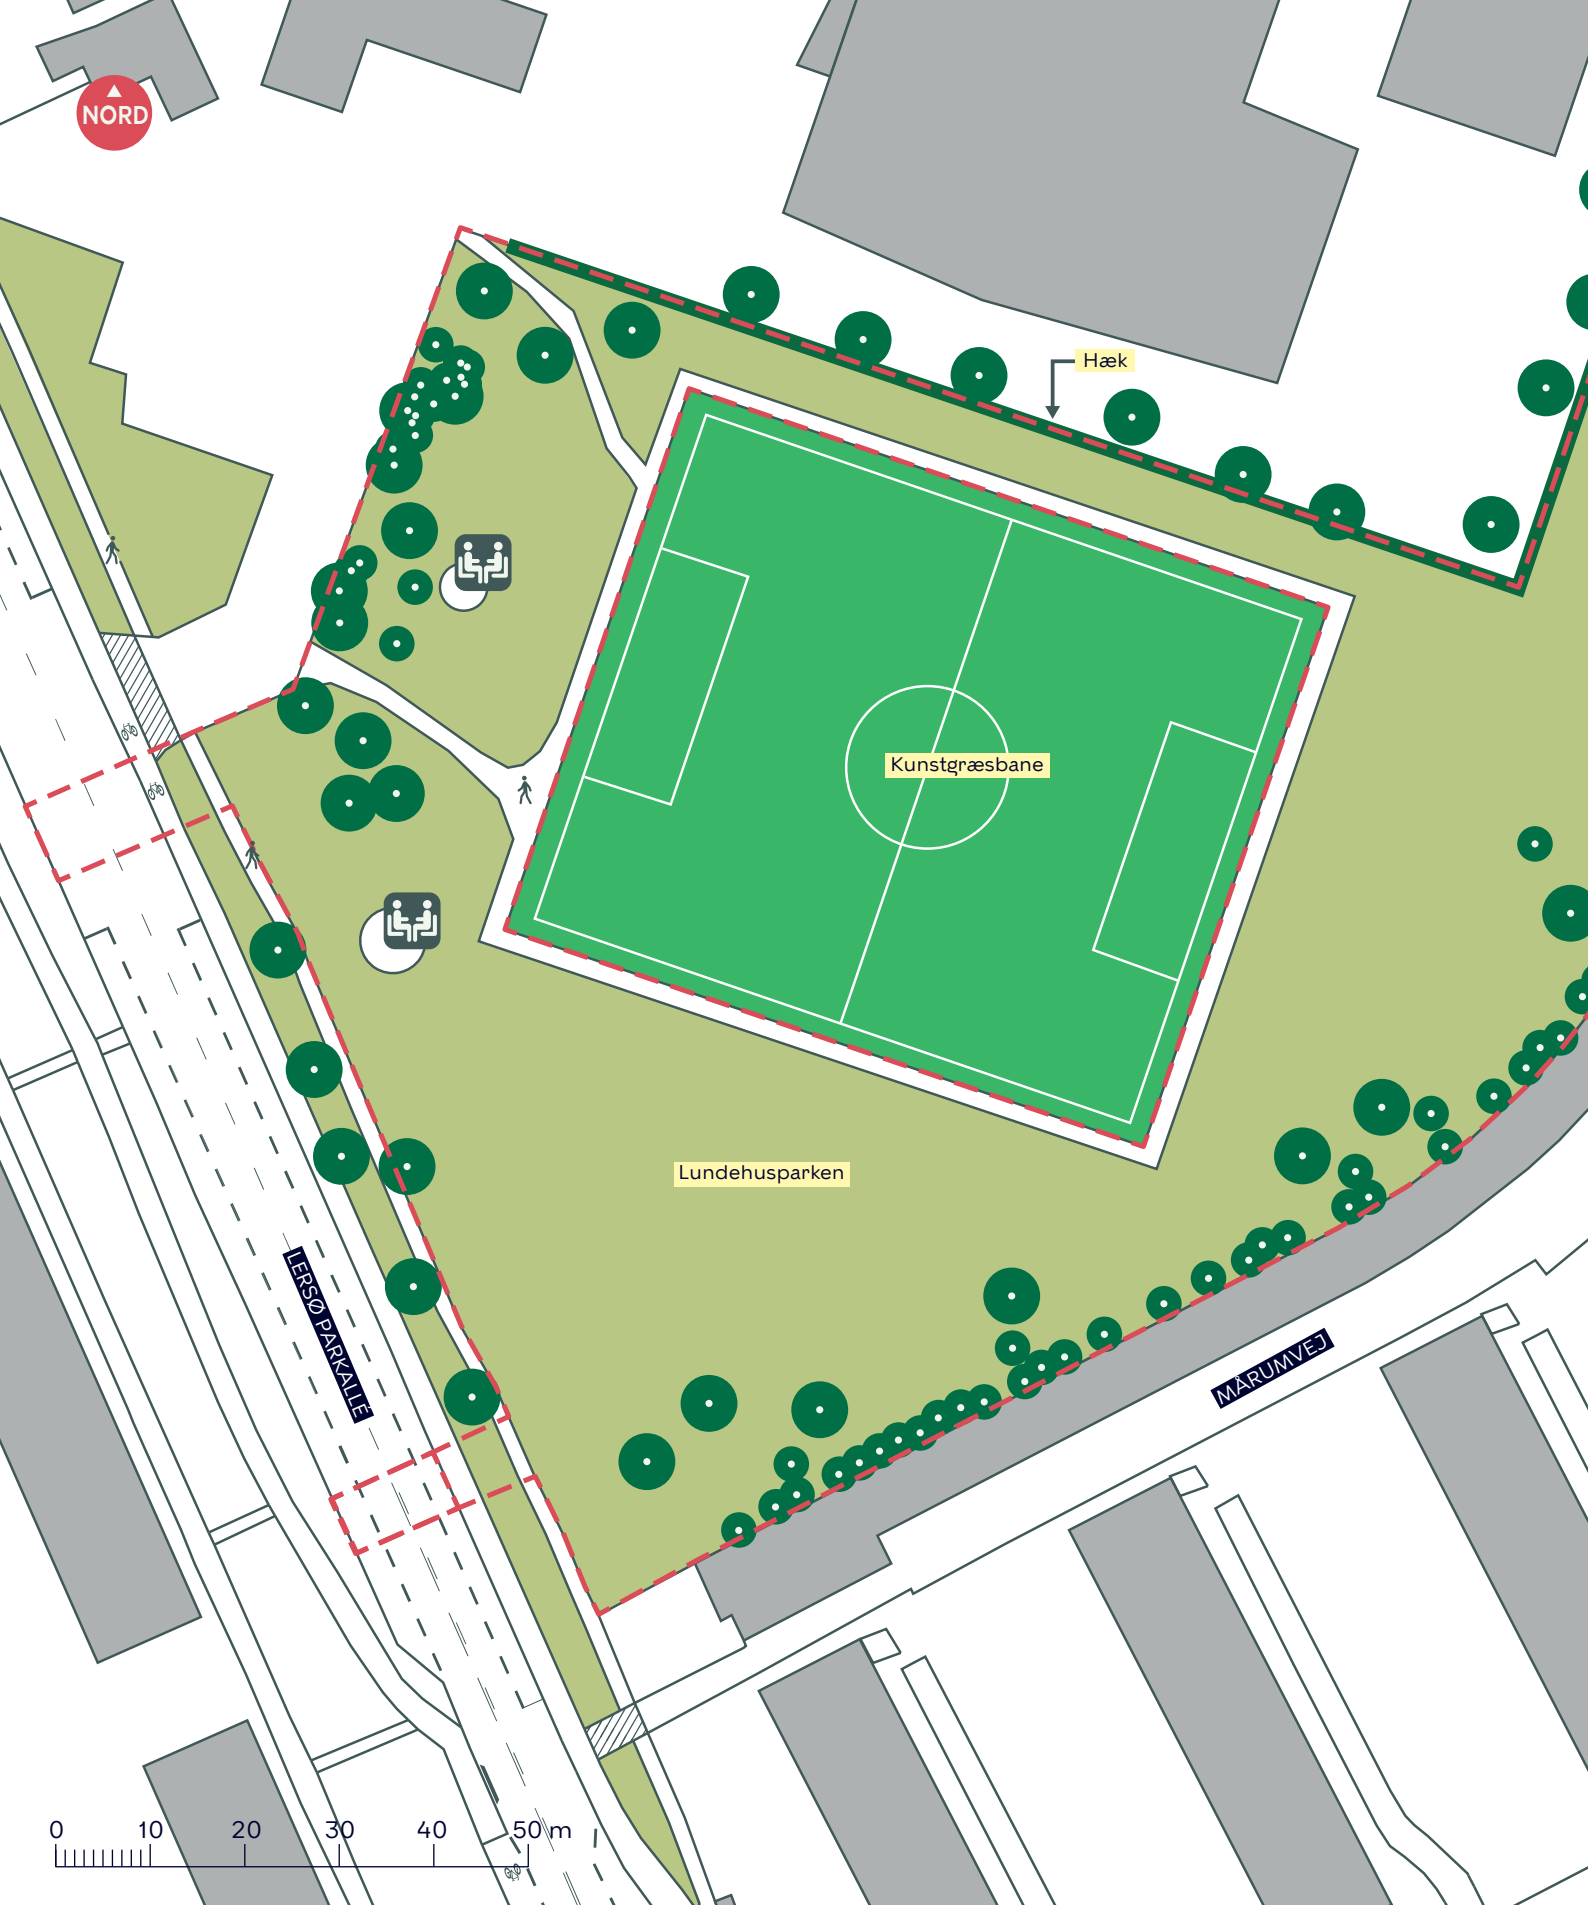 NORD
Hæk
Kunstgræsbane
Lundehusparken
LERSØ PARKALLÉ
MÅRUMVEJ
0 10 20 30 40 50 m